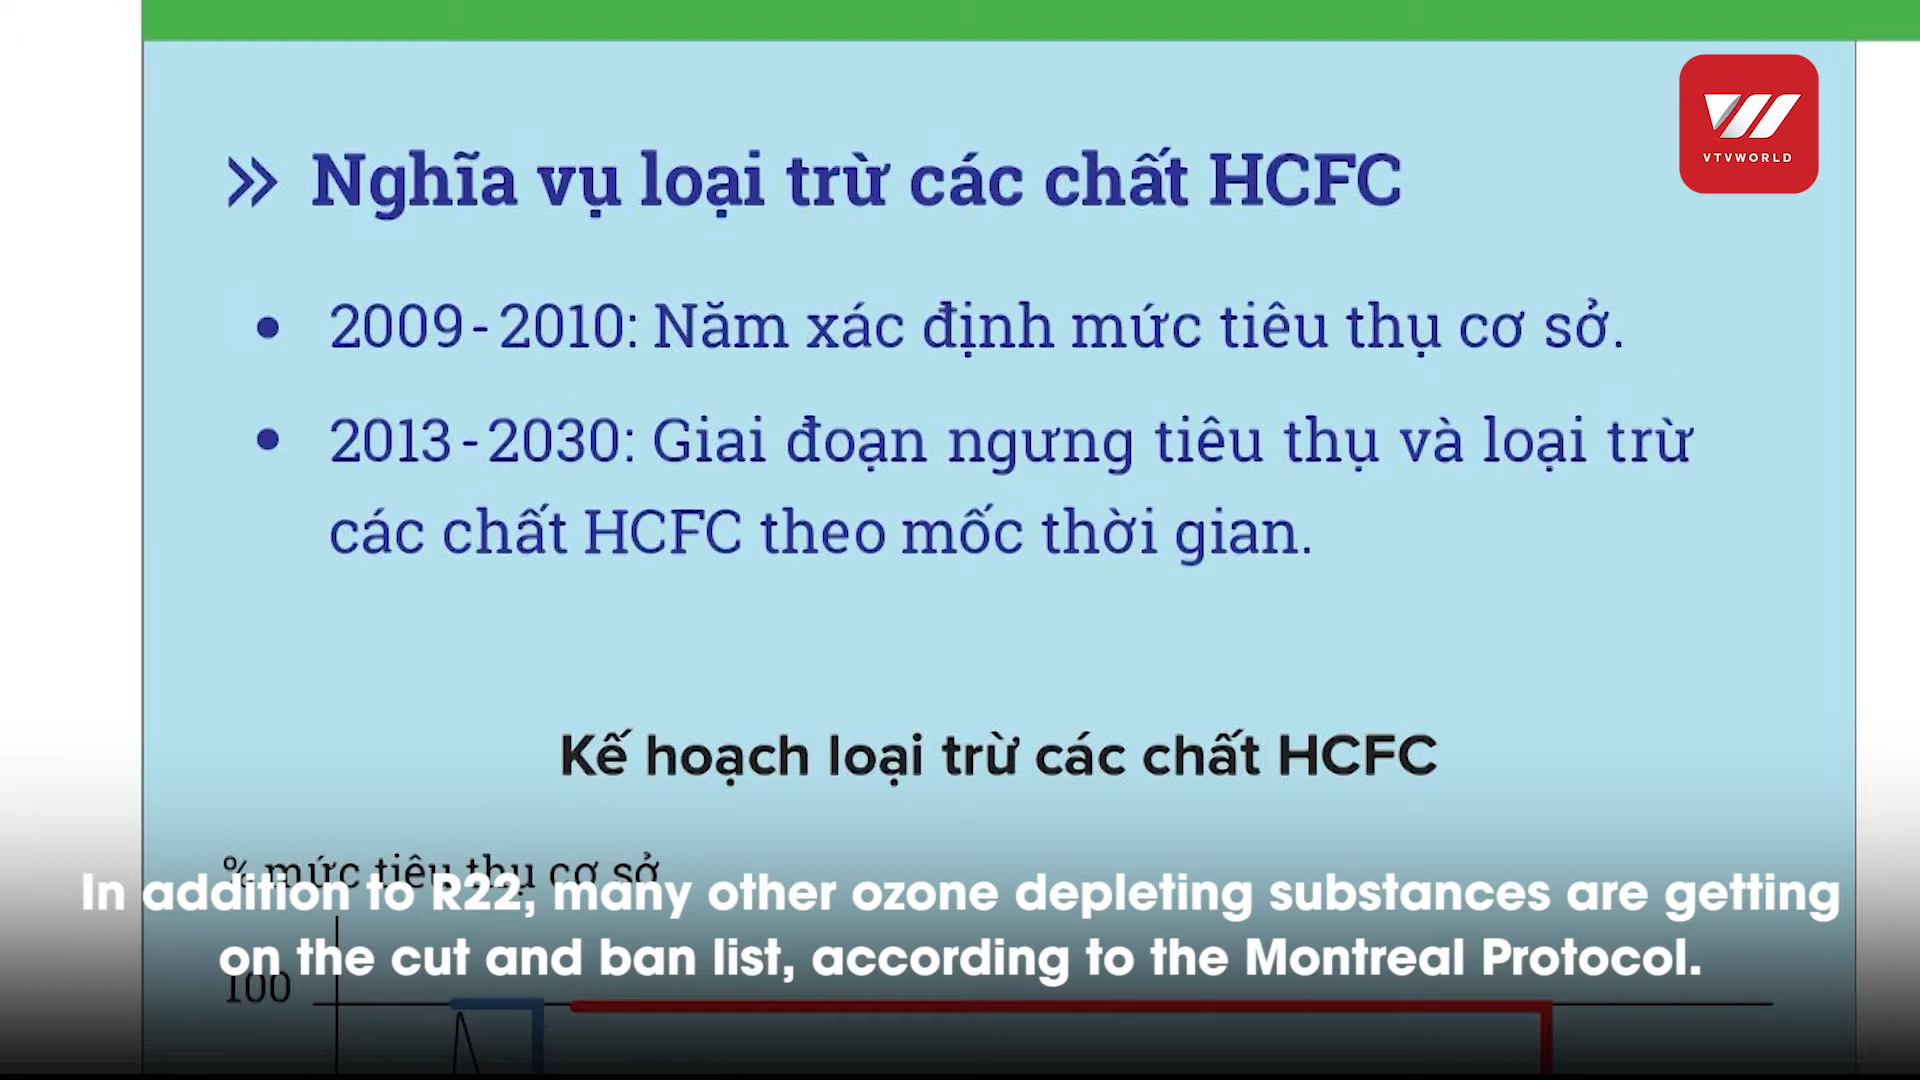 VTVWORLD
» Nghĩa vụ loại trừ các chất HCFC
• 2009-2010: Năm xác định mức tiêu thụ cơ sở.
• 2013-2030: Giai đoạn ngưng tiêu thụ và loại trừ
các chất HCFC theo mốc thời gian.
Kế hoạch loại trừ các chất HCFC
% mức tiêu thụ cơ sở
In addition to R22, many other ozone depleting substances are getting
on the cut and ban list, according to the Montreal Protocol.
100